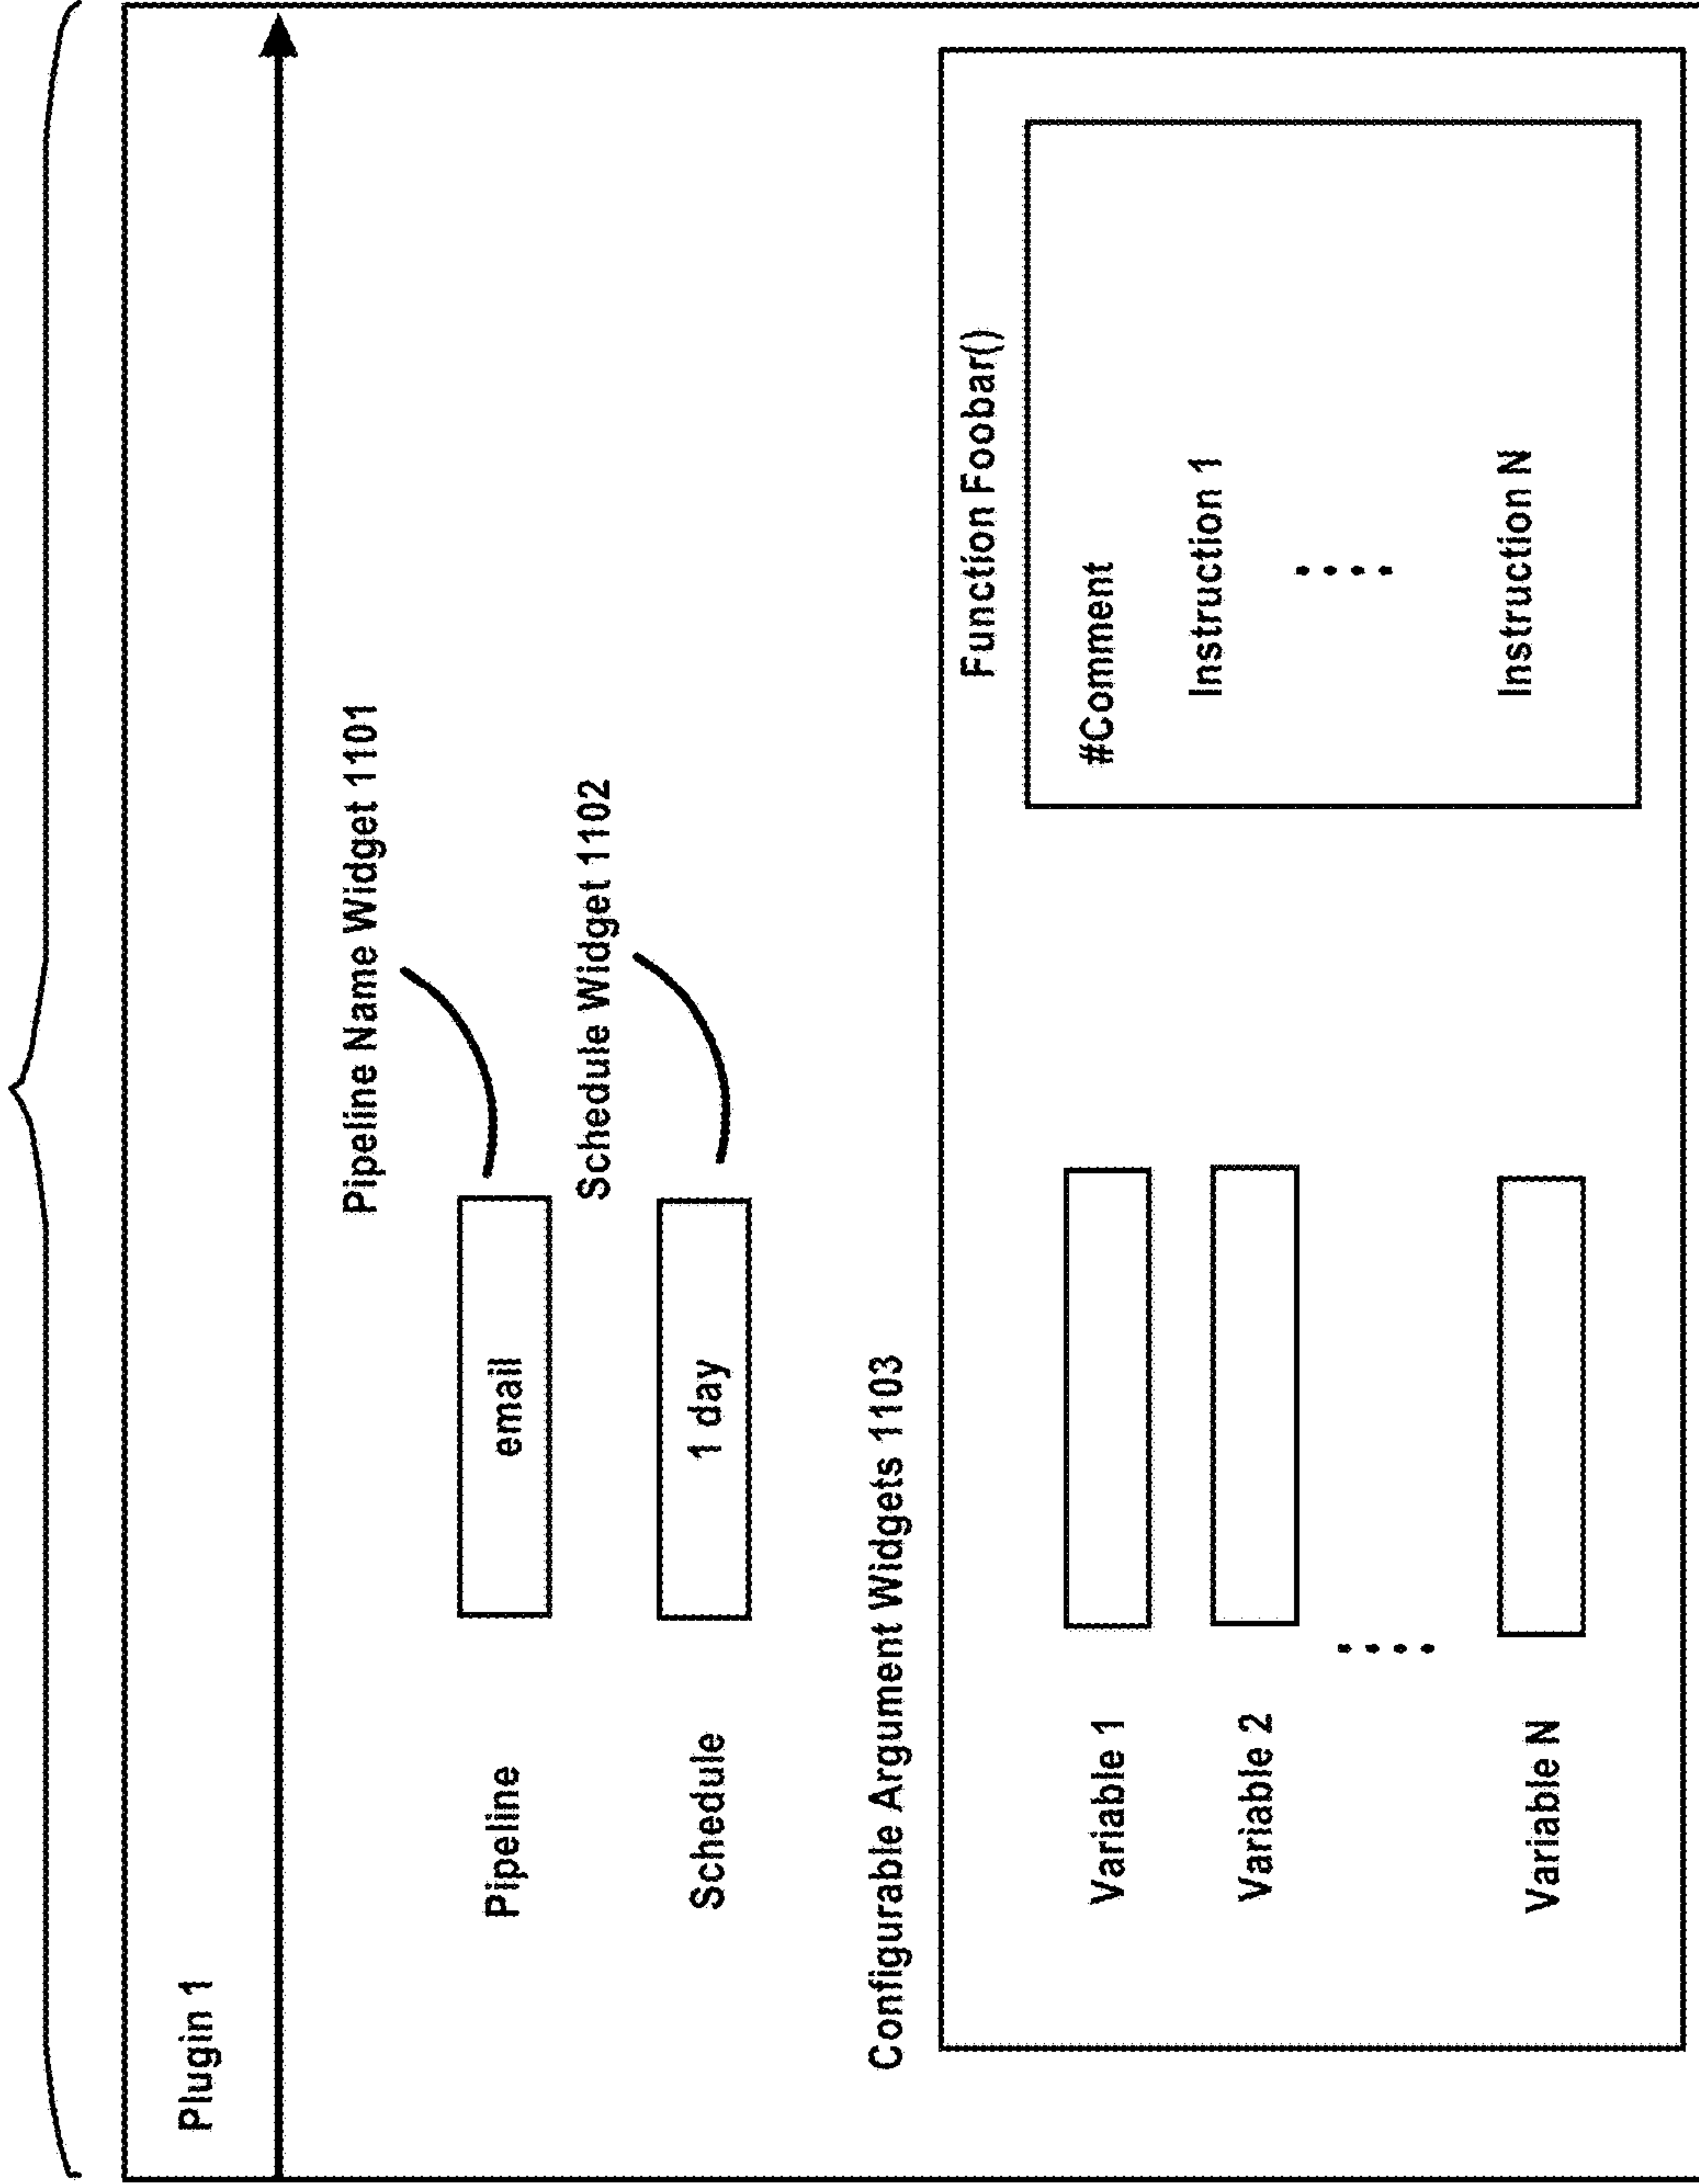 Plugin 1
Pipeline Name Widget 1101
Pipeline
email
Schedule Widget 1102
Schedule
1 day
Configurable Argument Widgets 1103
Function Foobar()
Variable 1
#Comment
Variable 2
Instruction 1
....
....
Variable N
Instruction N